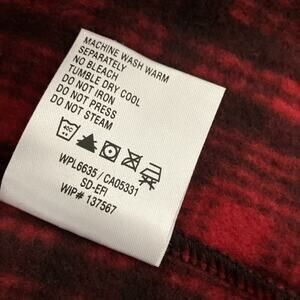 MACHINE WASH WARM
SEPARATELY
NO BLEACH
TUMBLE DRY COOL
DO NOT IRON
DO NOT PRESS
DO NOT STEAM
40C
WPL6635 / CA05331
SD-EFI
WIP# 137567